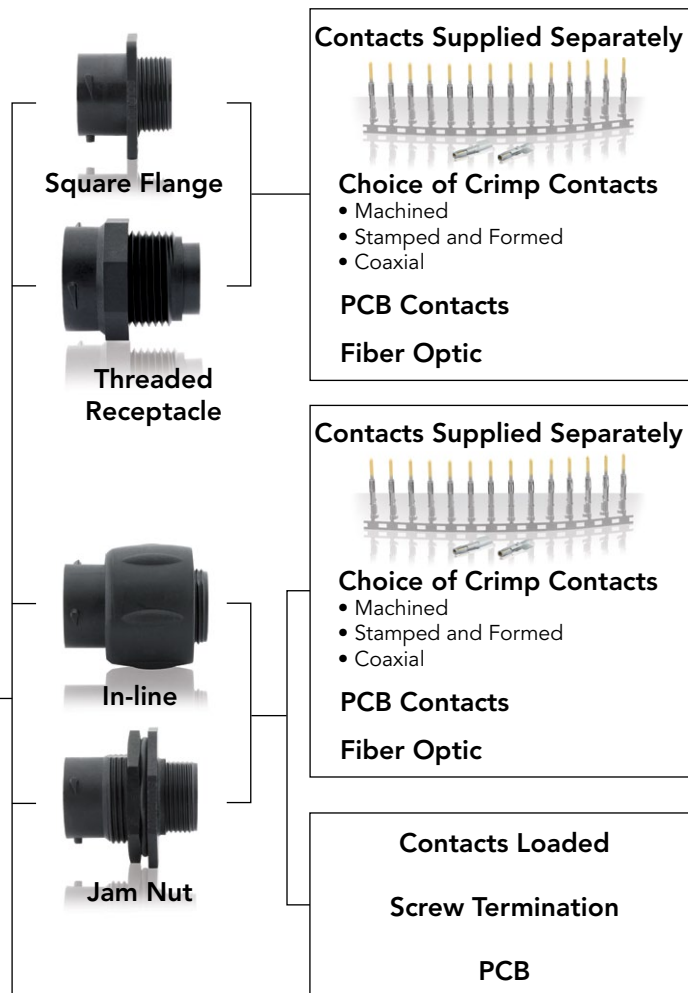 Square Flange
Threaded
Receptacle
In-line
Jam Nut
Contacts Supplied Separately
Choice of Crimp Contacts
• Machined
• Stamped and Formed
• Coaxial
PCB Contacts
Fiber Optic
Contacts Supplied Separately
Choice of Crimp Contacts
• Machined
• Stamped and Formed
• Coaxial
PCB Contacts
Fiber Optic
Contacts Loaded
Screw Termination
PCB